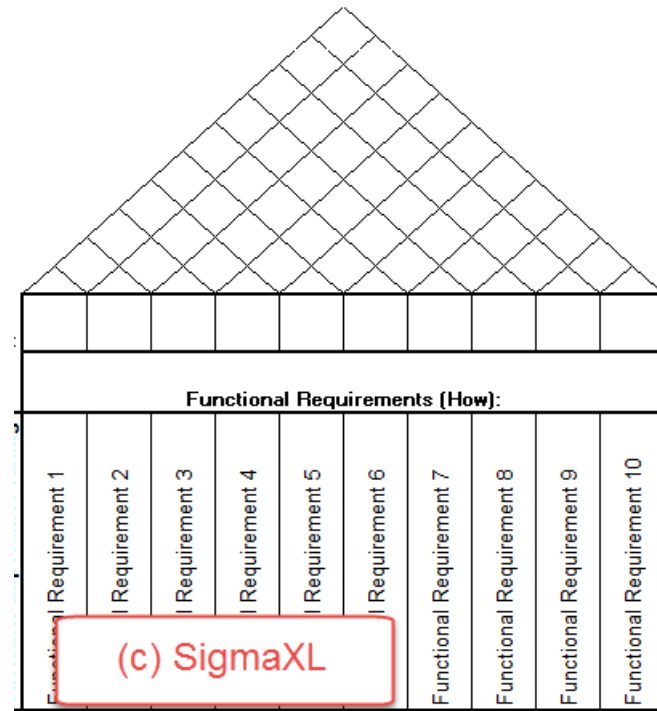 Functional Requirements (How):
Functional Requirement 1
l Requirement 2
l Requirement 3
l Requirement 4
l Requirement 5
l Requirement 6
Functional Requirement 7
Functional Requirement 8
Functional Requirement 9
Functional Requirement 10
(c) SigmaXL